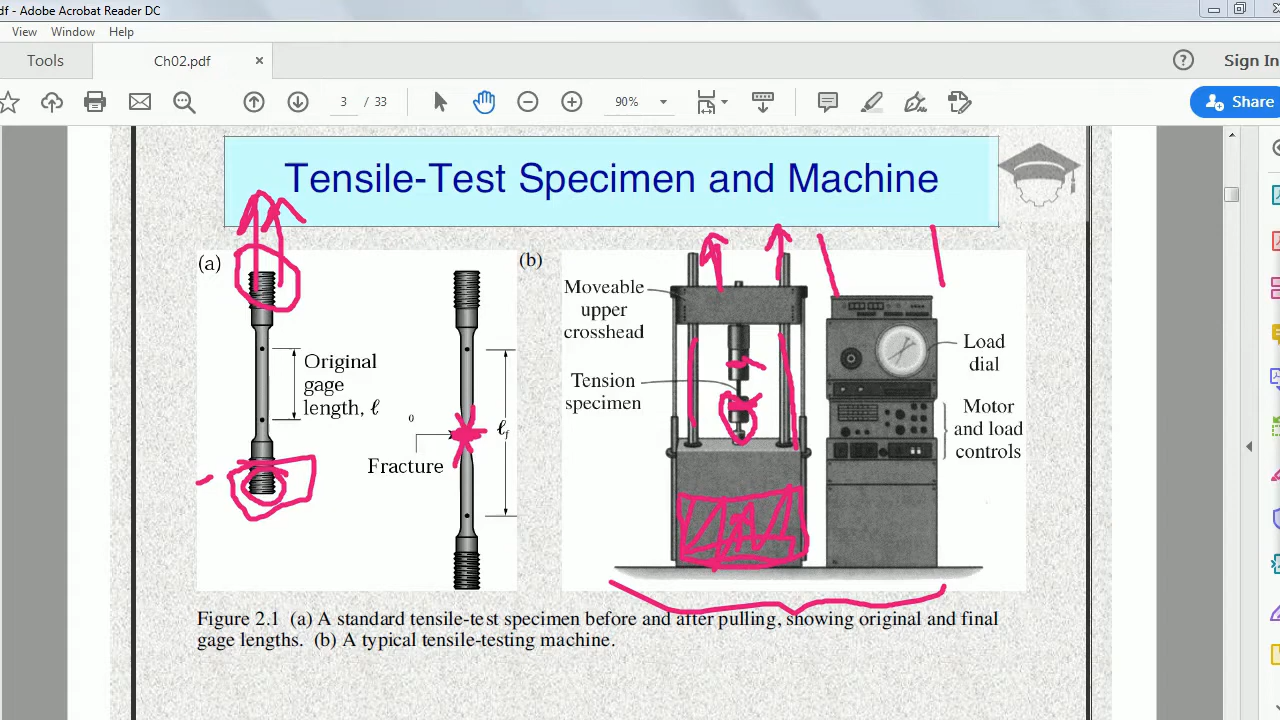 df - Adobe Acrobat Reader DC
View Window Help
Tools
Ch02.pdf
3 / 33
90%
Sign In
Share
Tensile-Test Specimen and Machine
(a)
Original
gage
length, ℓ
0
Fracture
ℓf
(b)
Moveable
upper
crosshead
Tension
specimen
Load
dial
Motor
and load
controls
Figure 2.1 (a) A standard tensile-test specimen before and after pulling, showing original and final
gage lengths. (b) A typical tensile-testing machine.